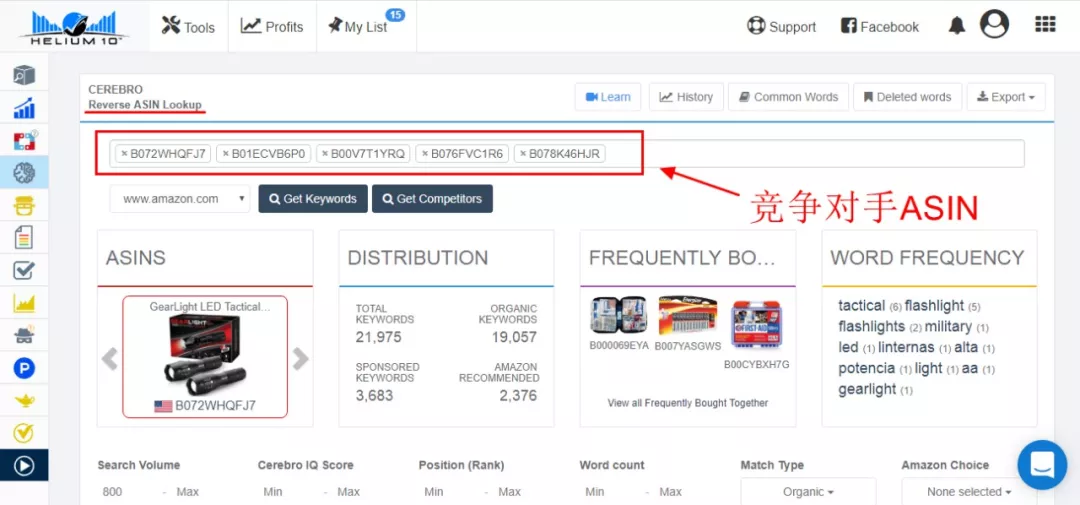 HELIUM 10
Tools
Profits
My List
15
Support
Facebook
CEREBRO
Reverse ASIN Lookup
Learn
History
Common Words
Deleted words
Export
× B072WHQFJ7
× B01ECVB6P0
× B00V7T1YRQ
× B076FVC1R6
× B078K46HJR
www.amazon.com
Get Keywords
Get Competitors
竞争对手ASIN
ASINS
GearLight LED Tactical...
B072WHQFJ7
DISTRIBUTION
TOTAL
KEYWORDS
21,975
ORGANIC
KEYWORDS
19,057
SPONSORED
KEYWORDS
3,683
AMAZON
RECOMMENDED
2,376
FREQUENTLY BO...
B000069EYA
B007YASGWS
B00CYBXH7G
View all Frequently Bought Together
WORD FREQUENCY
tactical (6) flashlight (5)
flashlights (2) military (1)
led (1) linternas (1) alta (1)
potencia (1) light (1) aa (1)
gearlight (1)
Search Volume
800 - Max
Cerebro IQ Score
Min - Max
Position (Rank)
Min - Max
Word count
Min - Max
Match Type
Organic
Amazon Choice
None selected